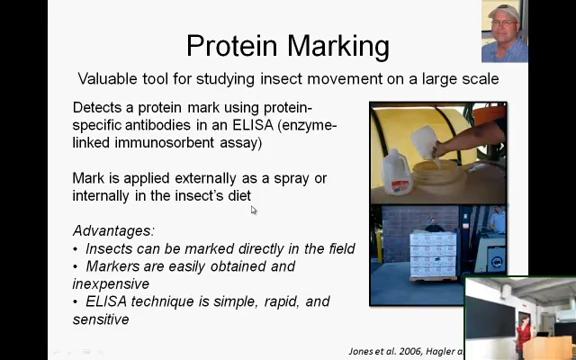 Protein Marking
Valuable tool for studying insect movement on a large scale
Detects a protein mark using protein-
specific antibodies in an ELISA (enzyme-
linked immunosorbent assay)
Mark is applied externally as a spray or
internally in the insect's diet
Advantages:
• Insects can be marked directly in the field
• Markers are easily obtained and
inexpensive
• ELISA technique is simple, rapid, and
sensitive
Jones et al. 2006, Hagler